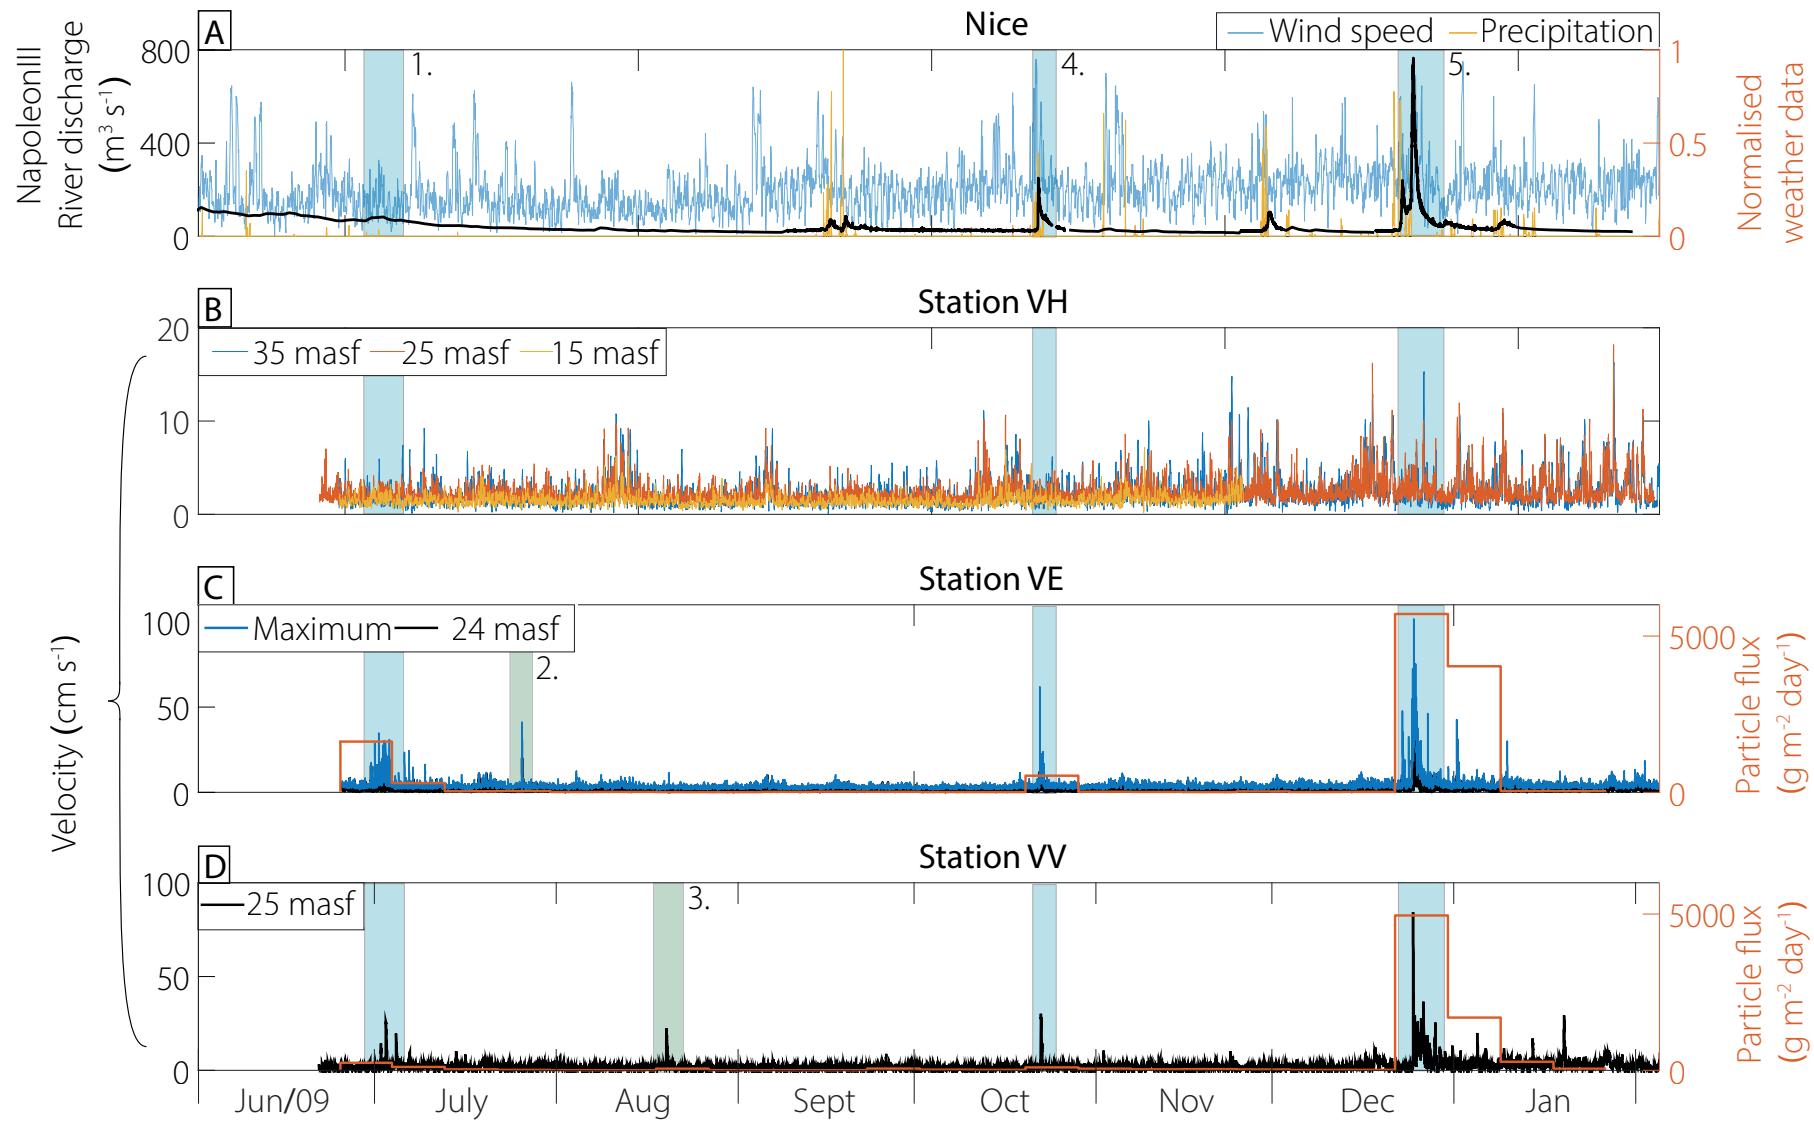 A
Nice
Wind speed
Precipitation
NapoleonIII
River discharge
(m³ s⁻¹)
800
400
0
1.
4.
5.
1
0.5
0
Normalised
weather data
B
Station VH
35 masf
25 masf
15 masf
20
10
0
Velocity (cm s⁻¹)
C
Station VE
Maximum
24 masf
100
50
0
2.
5000
0
Particle flux
(g m⁻² day⁻¹)
D
Station VV
25 masf
100
50
0
3.
5000
0
Particle flux
(g m⁻² day⁻¹)
Jun/09
July
Aug
Sept
Oct
Nov
Dec
Jan